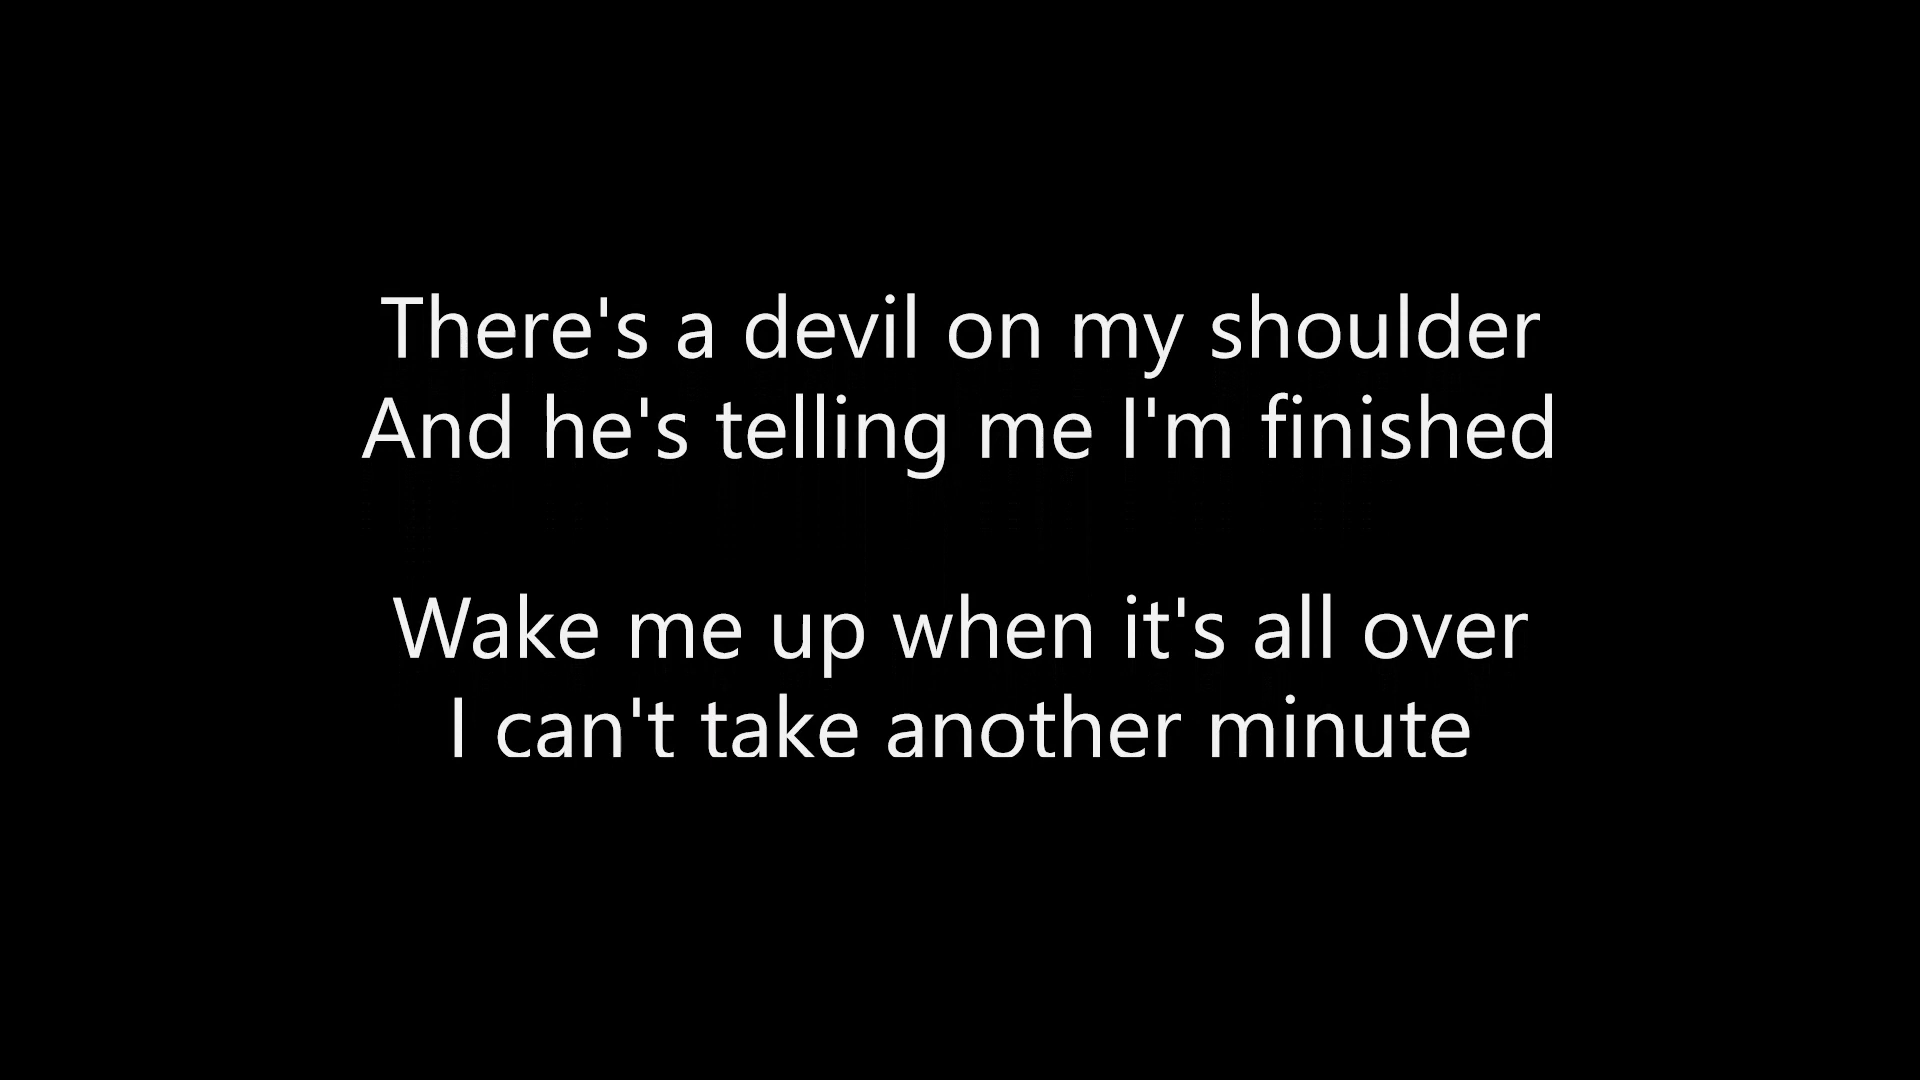 There's a devil on my shoulder
And he's telling me I'm finished
Wake me up when it's all over
I can't take another minute